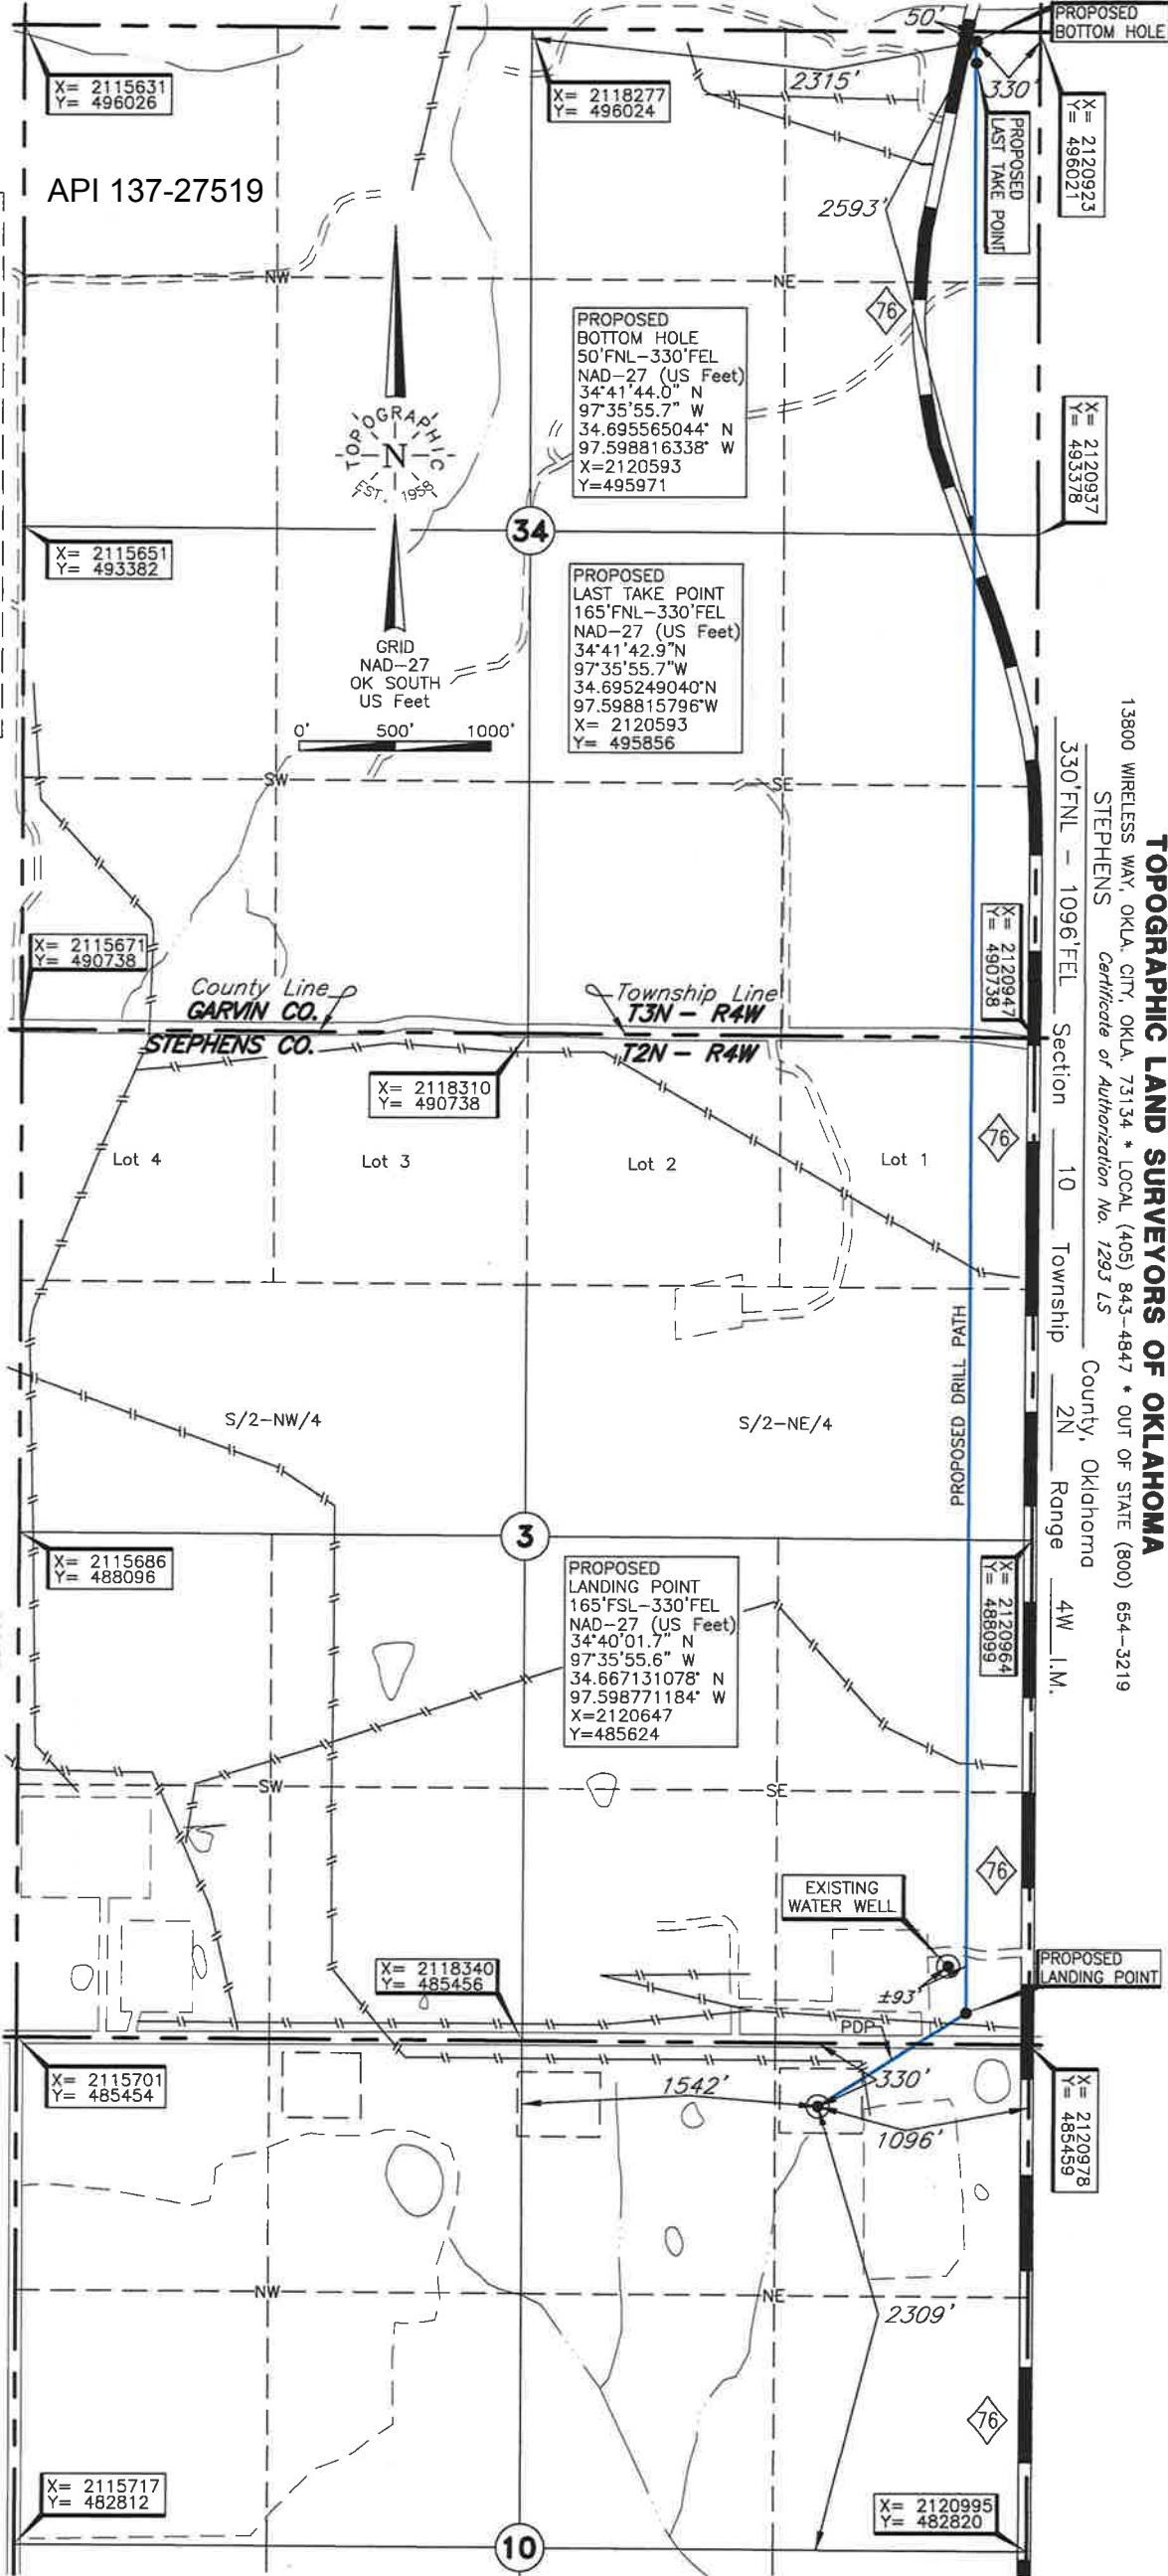 50'
PROPOSED
BOTTOM HOLE
X= 2115631
Y= 496026
X= 2118277
Y= 496024
2315'
330'
X= 2120923
Y= 496021
PROPOSED
LAST TAKE POINT
API 137-27519
2593'
NW
NE
76
PROPOSED
BOTTOM HOLE
50'FNL-330'FEL
NAD-27 (US Feet)
34°41'44.0" N
97°35'55.7" W
34.695565044° N
97.598816338° W
X=2120593
Y=495971
TOPOGRAPHIC
N
EST. 1958
X= 2120937
Y= 493378
34
X= 2115651
Y= 493382
PROPOSED
LAST TAKE POINT
165'FNL-330'FEL
NAD-27 (US Feet)
34°41'42.9"N
97°35'55.7"W
34.695249040°N
97.598815796°W
X= 2120593
Y= 495856
GRID
NAD-27
OK SOUTH
US Feet
0' 500' 1000'
SW
SE
TOPOGRAPHIC LAND SURVEYORS OF OKLAHOMA
13800 WIRELESS WAY, OKLA. CITY, OKLA. 73134 * LOCAL (405) 843-4847 * OUT OF STATE (800) 654-3219
Certificate of Authorization No. 1293 LS
STEPHENS County, Oklahoma
330'FNL - 1096'FEL Section 10 Township 2N Range 4W I.M.
X= 2115671
Y= 490738
X= 2120947
Y= 490738
County Line
GARVIN CO.
STEPHENS CO.
Township Line
T3N - R4W
T2N - R4W
X= 2118310
Y= 490738
76
Lot 4
Lot 3
Lot 2
Lot 1
PROPOSED DRILL PATH
S/2-NW/4
S/2-NE/4
3
X= 2115686
Y= 488096
X= 2120964
Y= 488099
PROPOSED
LANDING POINT
165'FSL-330'FEL
NAD-27 (US Feet)
34°40'01.7" N
97°35'55.6" W
34.667131078° N
97.598771184° W
X=2120647
Y=485624
SW
SE
76
EXISTING
WATER WELL
PROPOSED
LANDING POINT
X= 2118340
Y= 485456
±93'
PDP
X= 2115701
Y= 485454
330'
1542'
1096'
X= 2120978
Y= 485459
NW
NE
2309'
76
X= 2115717
Y= 482812
X= 2120995
Y= 482820
10